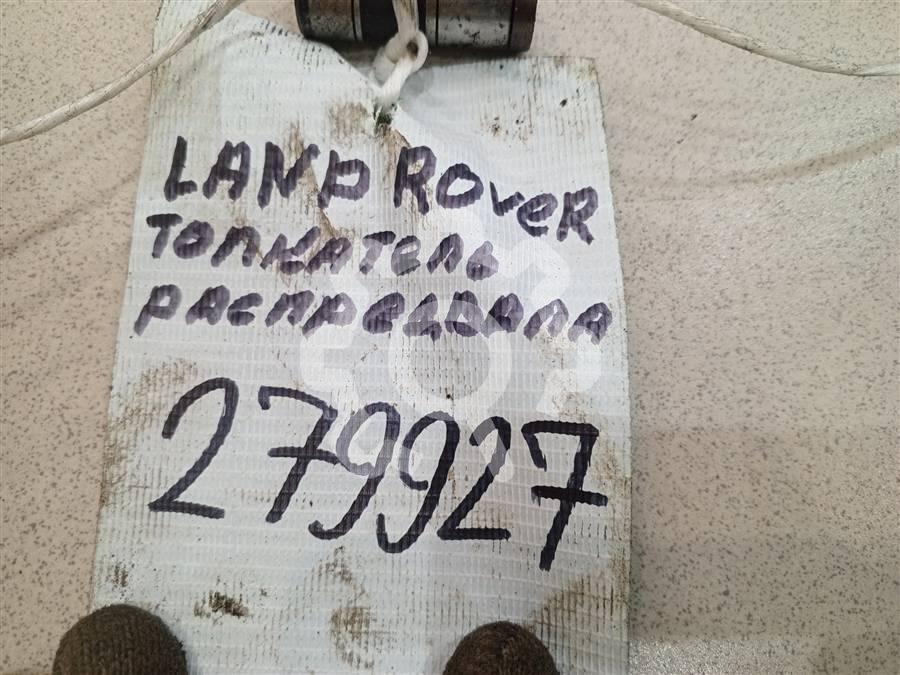 LAND ROVER
ТОЛКАТЕЛЬ
РАСПРЕДВАЛА
279927